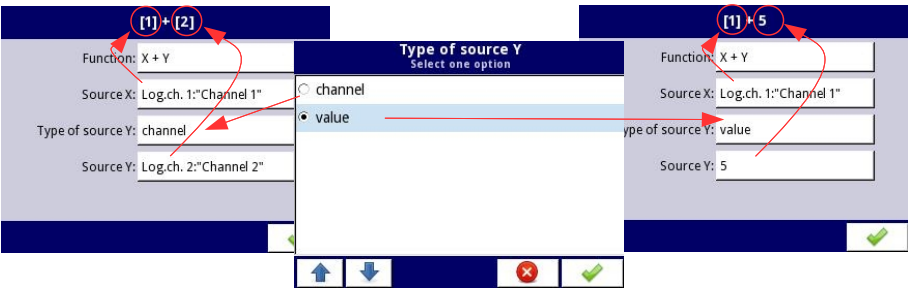 [1] + [2]
Function: X + Y
Source X: Log.ch. 1:"Channel 1"
Type of source Y: channel
Source Y: Log.ch. 2:"Channel 2"
Type of source Y
Select one option
channel
value
[1] + 5
Function: X + Y
Source X: Log.ch. 1:"Channel 1"
ype of source Y: value
Source Y: 5